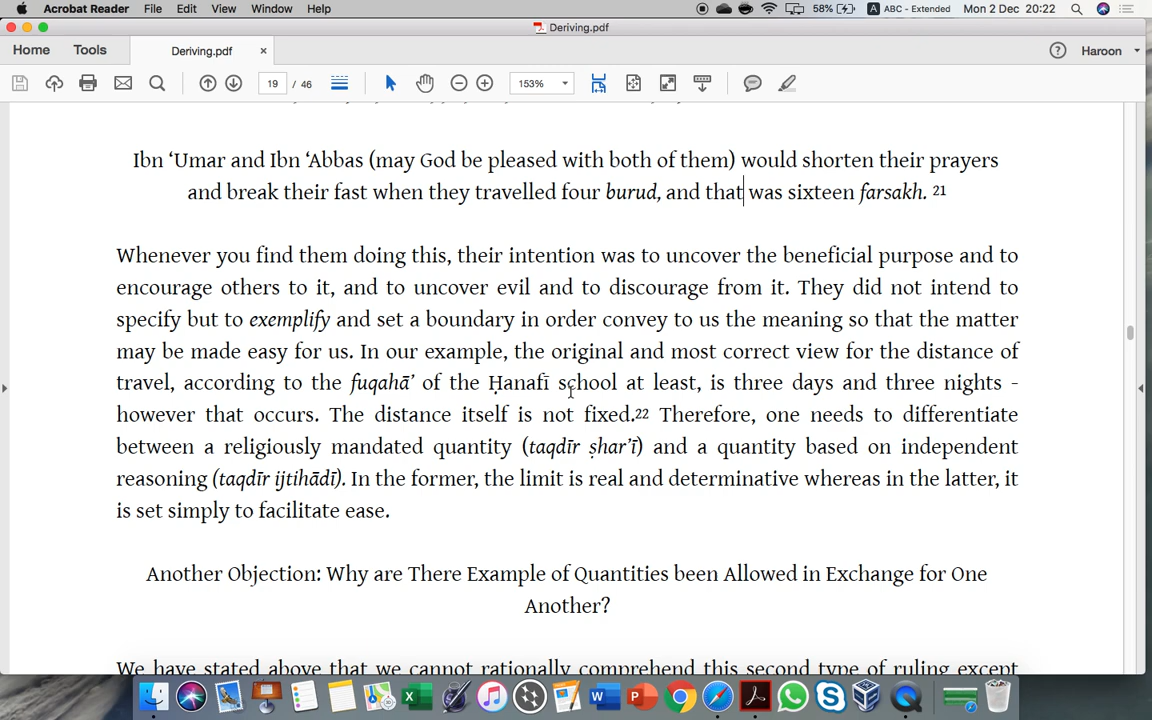 Acrobat Reader File Edit View Window Help 58% A ABC - Extended Mon 2 Dec 20:22
Deriving.pdf
Home Tools Deriving.pdf × ? Haroon
19 / 46 153%
Ibn ‘Umar and Ibn ‘Abbas (may God be pleased with both of them) would shorten their prayers
and break their fast when they travelled four burud, and that was sixteen farsakh. 21
Whenever you find them doing this, their intention was to uncover the beneficial purpose and to
encourage others to it, and to uncover evil and to discourage from it. They did not intend to
specify but to exemplify and set a boundary in order convey to us the meaning so that the matter
may be made easy for us. In our example, the original and most correct view for the distance of
travel, according to the fuqahā’ of the Ḥanafī school at least, is three days and three nights -
however that occurs. The distance itself is not fixed.22 Therefore, one needs to differentiate
between a religiously mandated quantity (taqdīr ṣhar’ī) and a quantity based on independent
reasoning (taqdīr ijtihādī). In the former, the limit is real and determinative whereas in the latter, it
is set simply to facilitate ease.
Another Objection: Why are There Example of Quantities been Allowed in Exchange for One
Another?
We have stated above that we cannot rationally comprehend this second type of ruling except